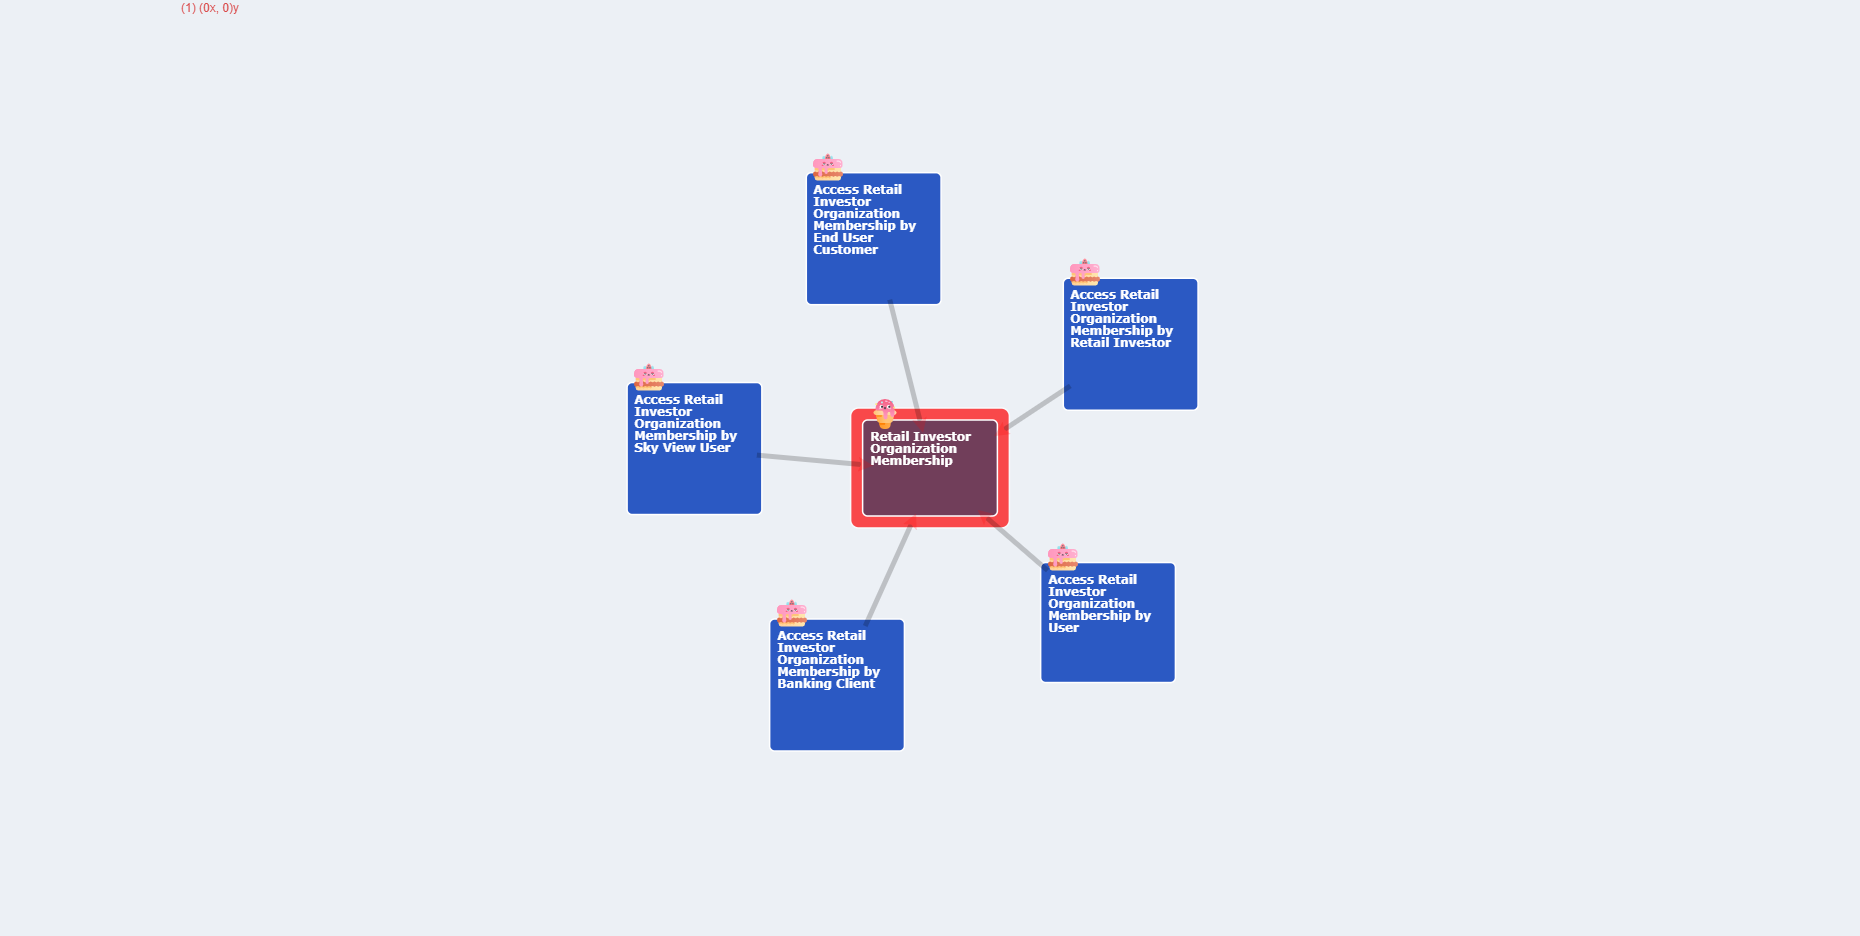 (1) (0x, 0)y
Access Retail
Investor
Organization
Membership by
End User
Customer
Access Retail
Investor
Organization
Membership by
Retail Investor
Access Retail
Investor
Organization
Membership by
Sky View User
Retail Investor
Organization
Membership
Access Retail
Investor
Organization
Membership by
User
Access Retail
Investor
Organization
Membership by
Banking Client